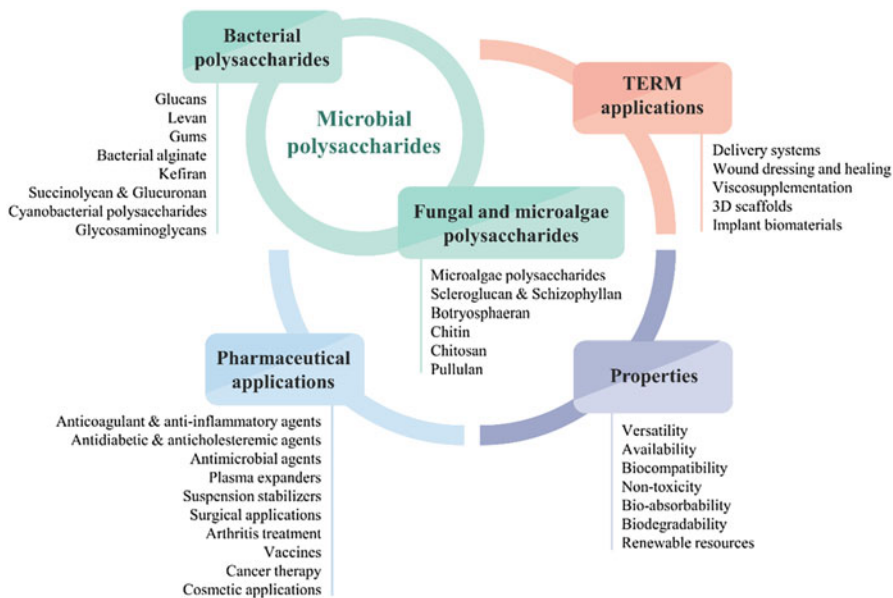 Bacterial
polysaccharides
Glucans
Levan
Gums
Bacterial alginate
Kefiran
Succinolycan & Glucuronan
Cyanobacterial polysaccharides
Glycosaminoglycans
Microbial
polysaccharides
TERM
applications
Delivery systems
Wound dressing and healing
Viscosupplementation
3D scaffolds
Implant biomaterials
Fungal and microalgae
polysaccharides
Microalgae polysaccharides
Scleroglucan & Schizophyllan
Botryosphaeran
Chitin
Chitosan
Pullulan
Pharmaceutical
applications
Anticoagulant & anti-inflammatory agents
Antidiabetic & anticholesteremic agents
Antimicrobial agents
Plasma expanders
Suspension stabilizers
Surgical applications
Arthritis treatment
Vaccines
Cancer therapy
Cosmetic applications
Properties
Versatility
Availability
Biocompatibility
Non-toxicity
Bio-absorbability
Biodegradability
Renewable resources